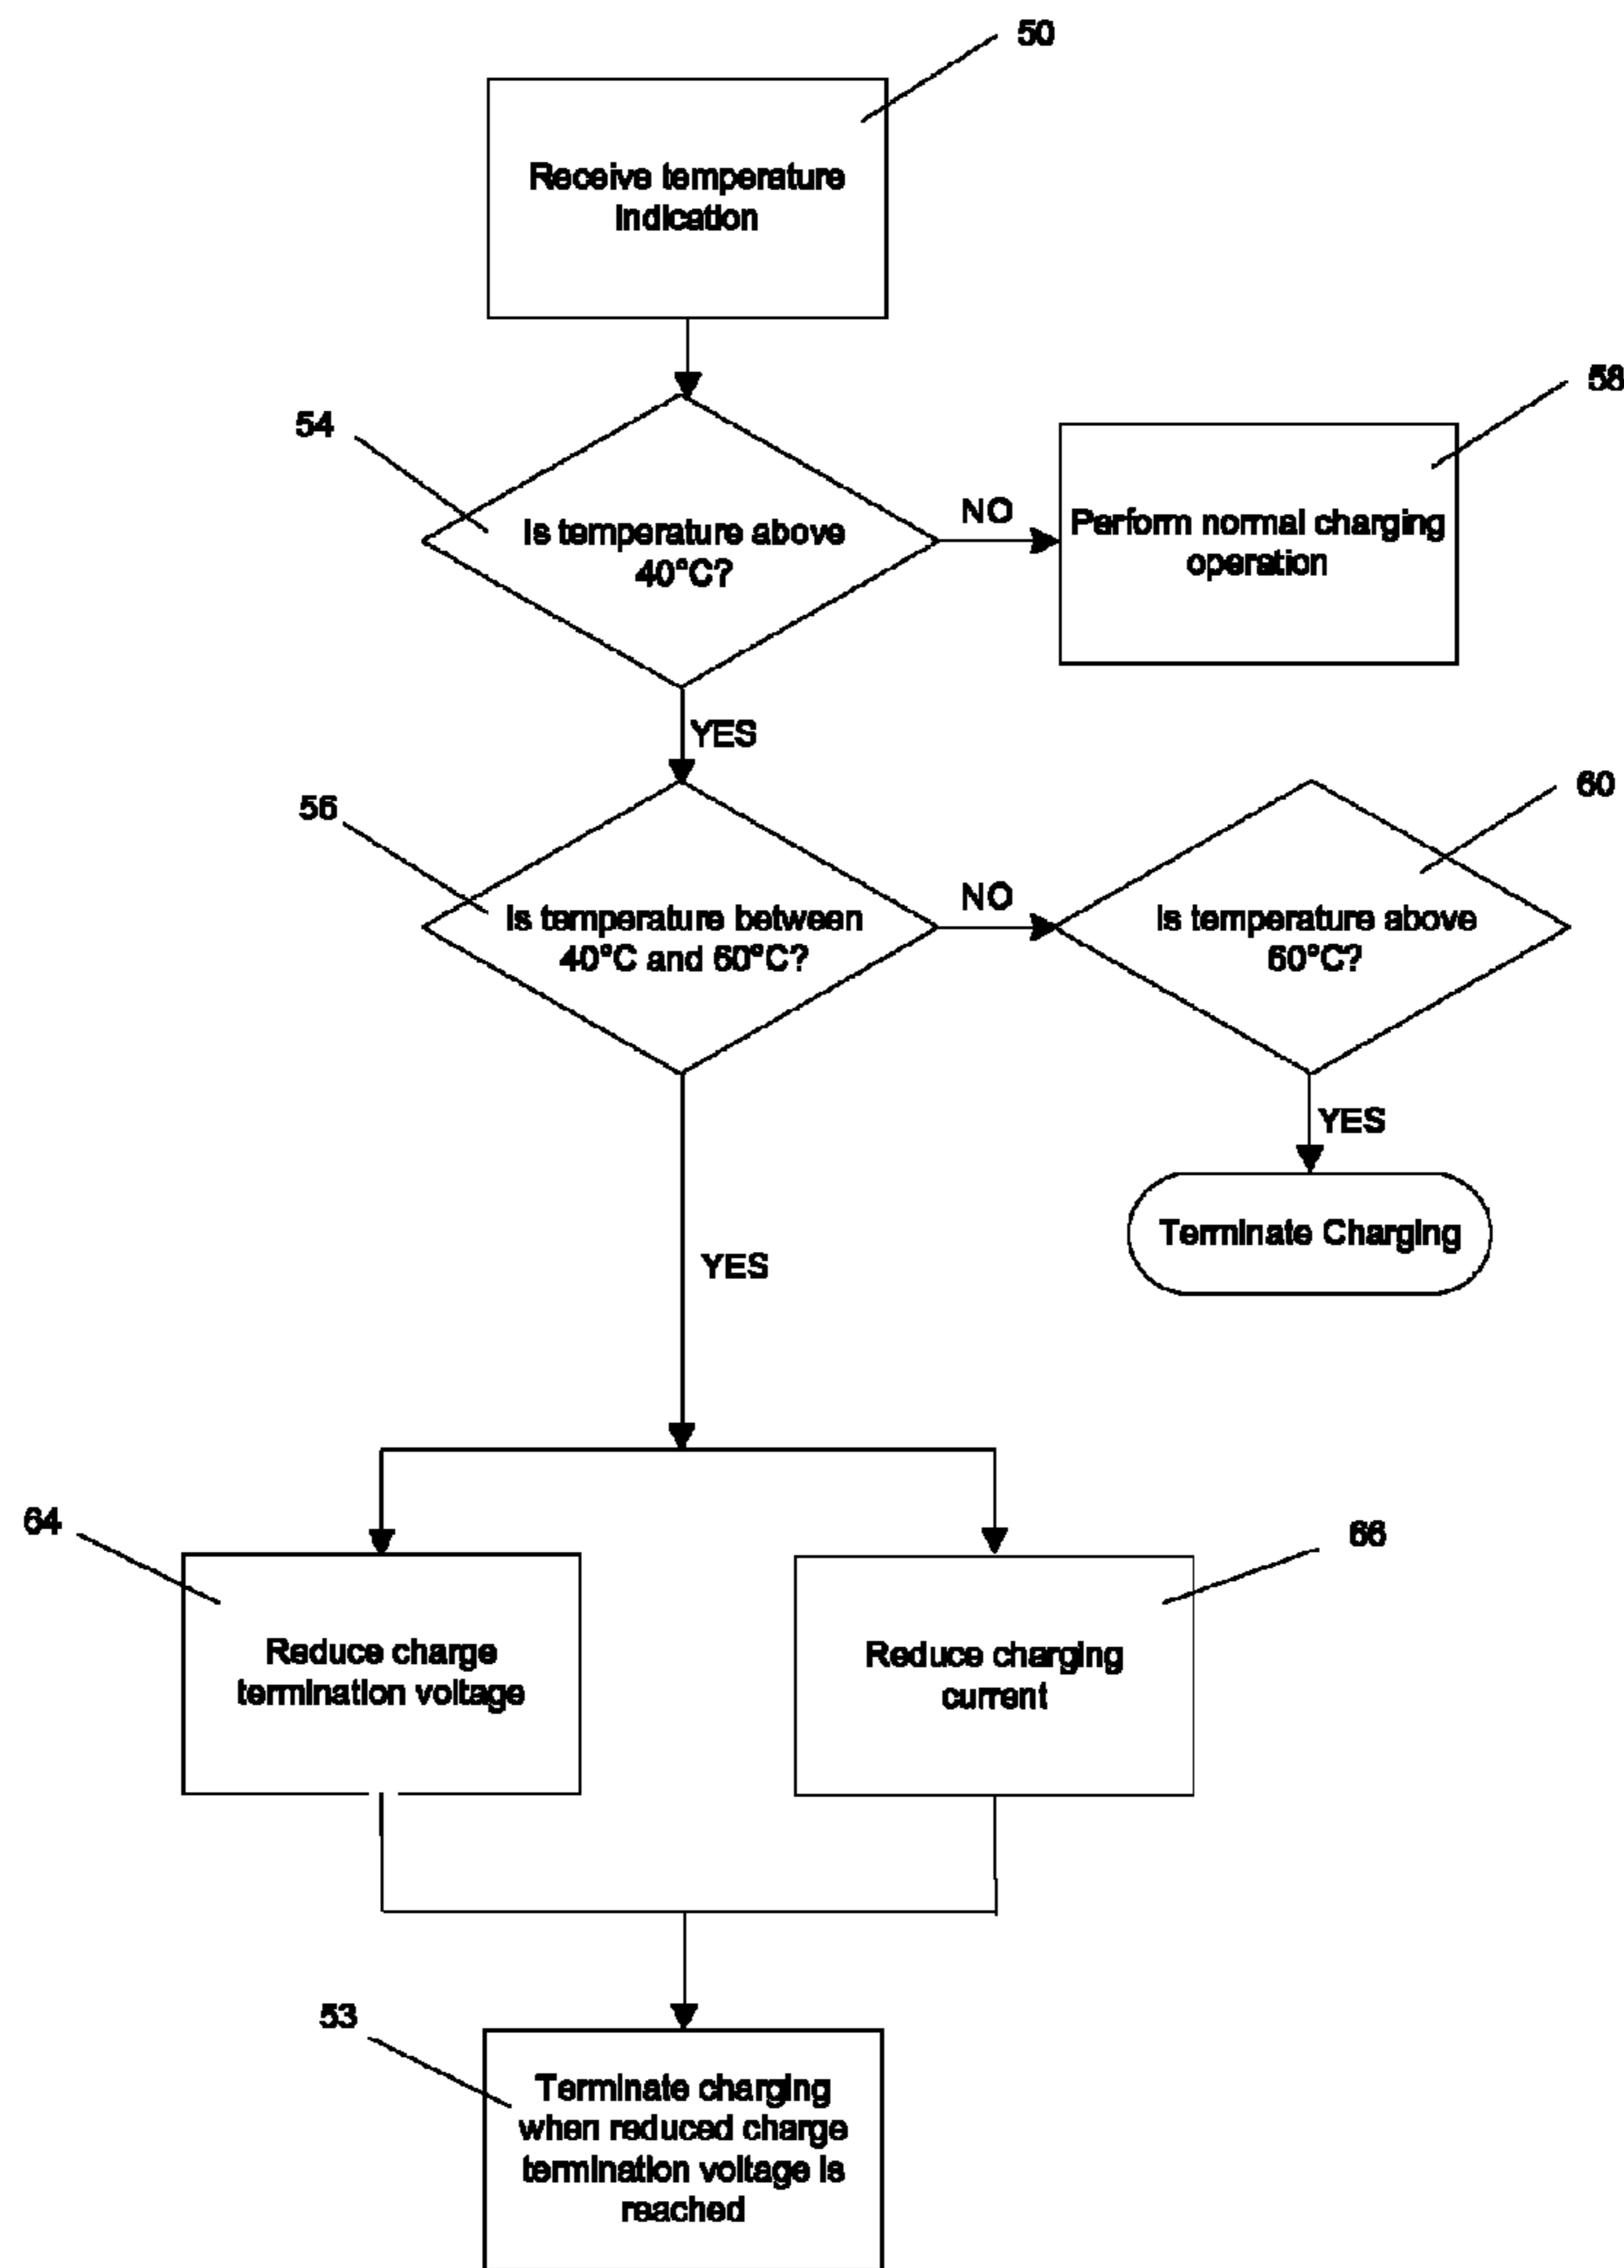 50
Receive temperature
indication
58
54
Is temperature above
40°C?
NO
Perform normal charging
operation
YES
56
60
Is temperature between
40°C and 60°C?
NO
Is temperature above
60°C?
YES
Terminate Charging
YES
64
66
Reduce charge
termination voltage
Reduce charging
current
53
Terminate charging
when reduced charge
termination voltage is
reached